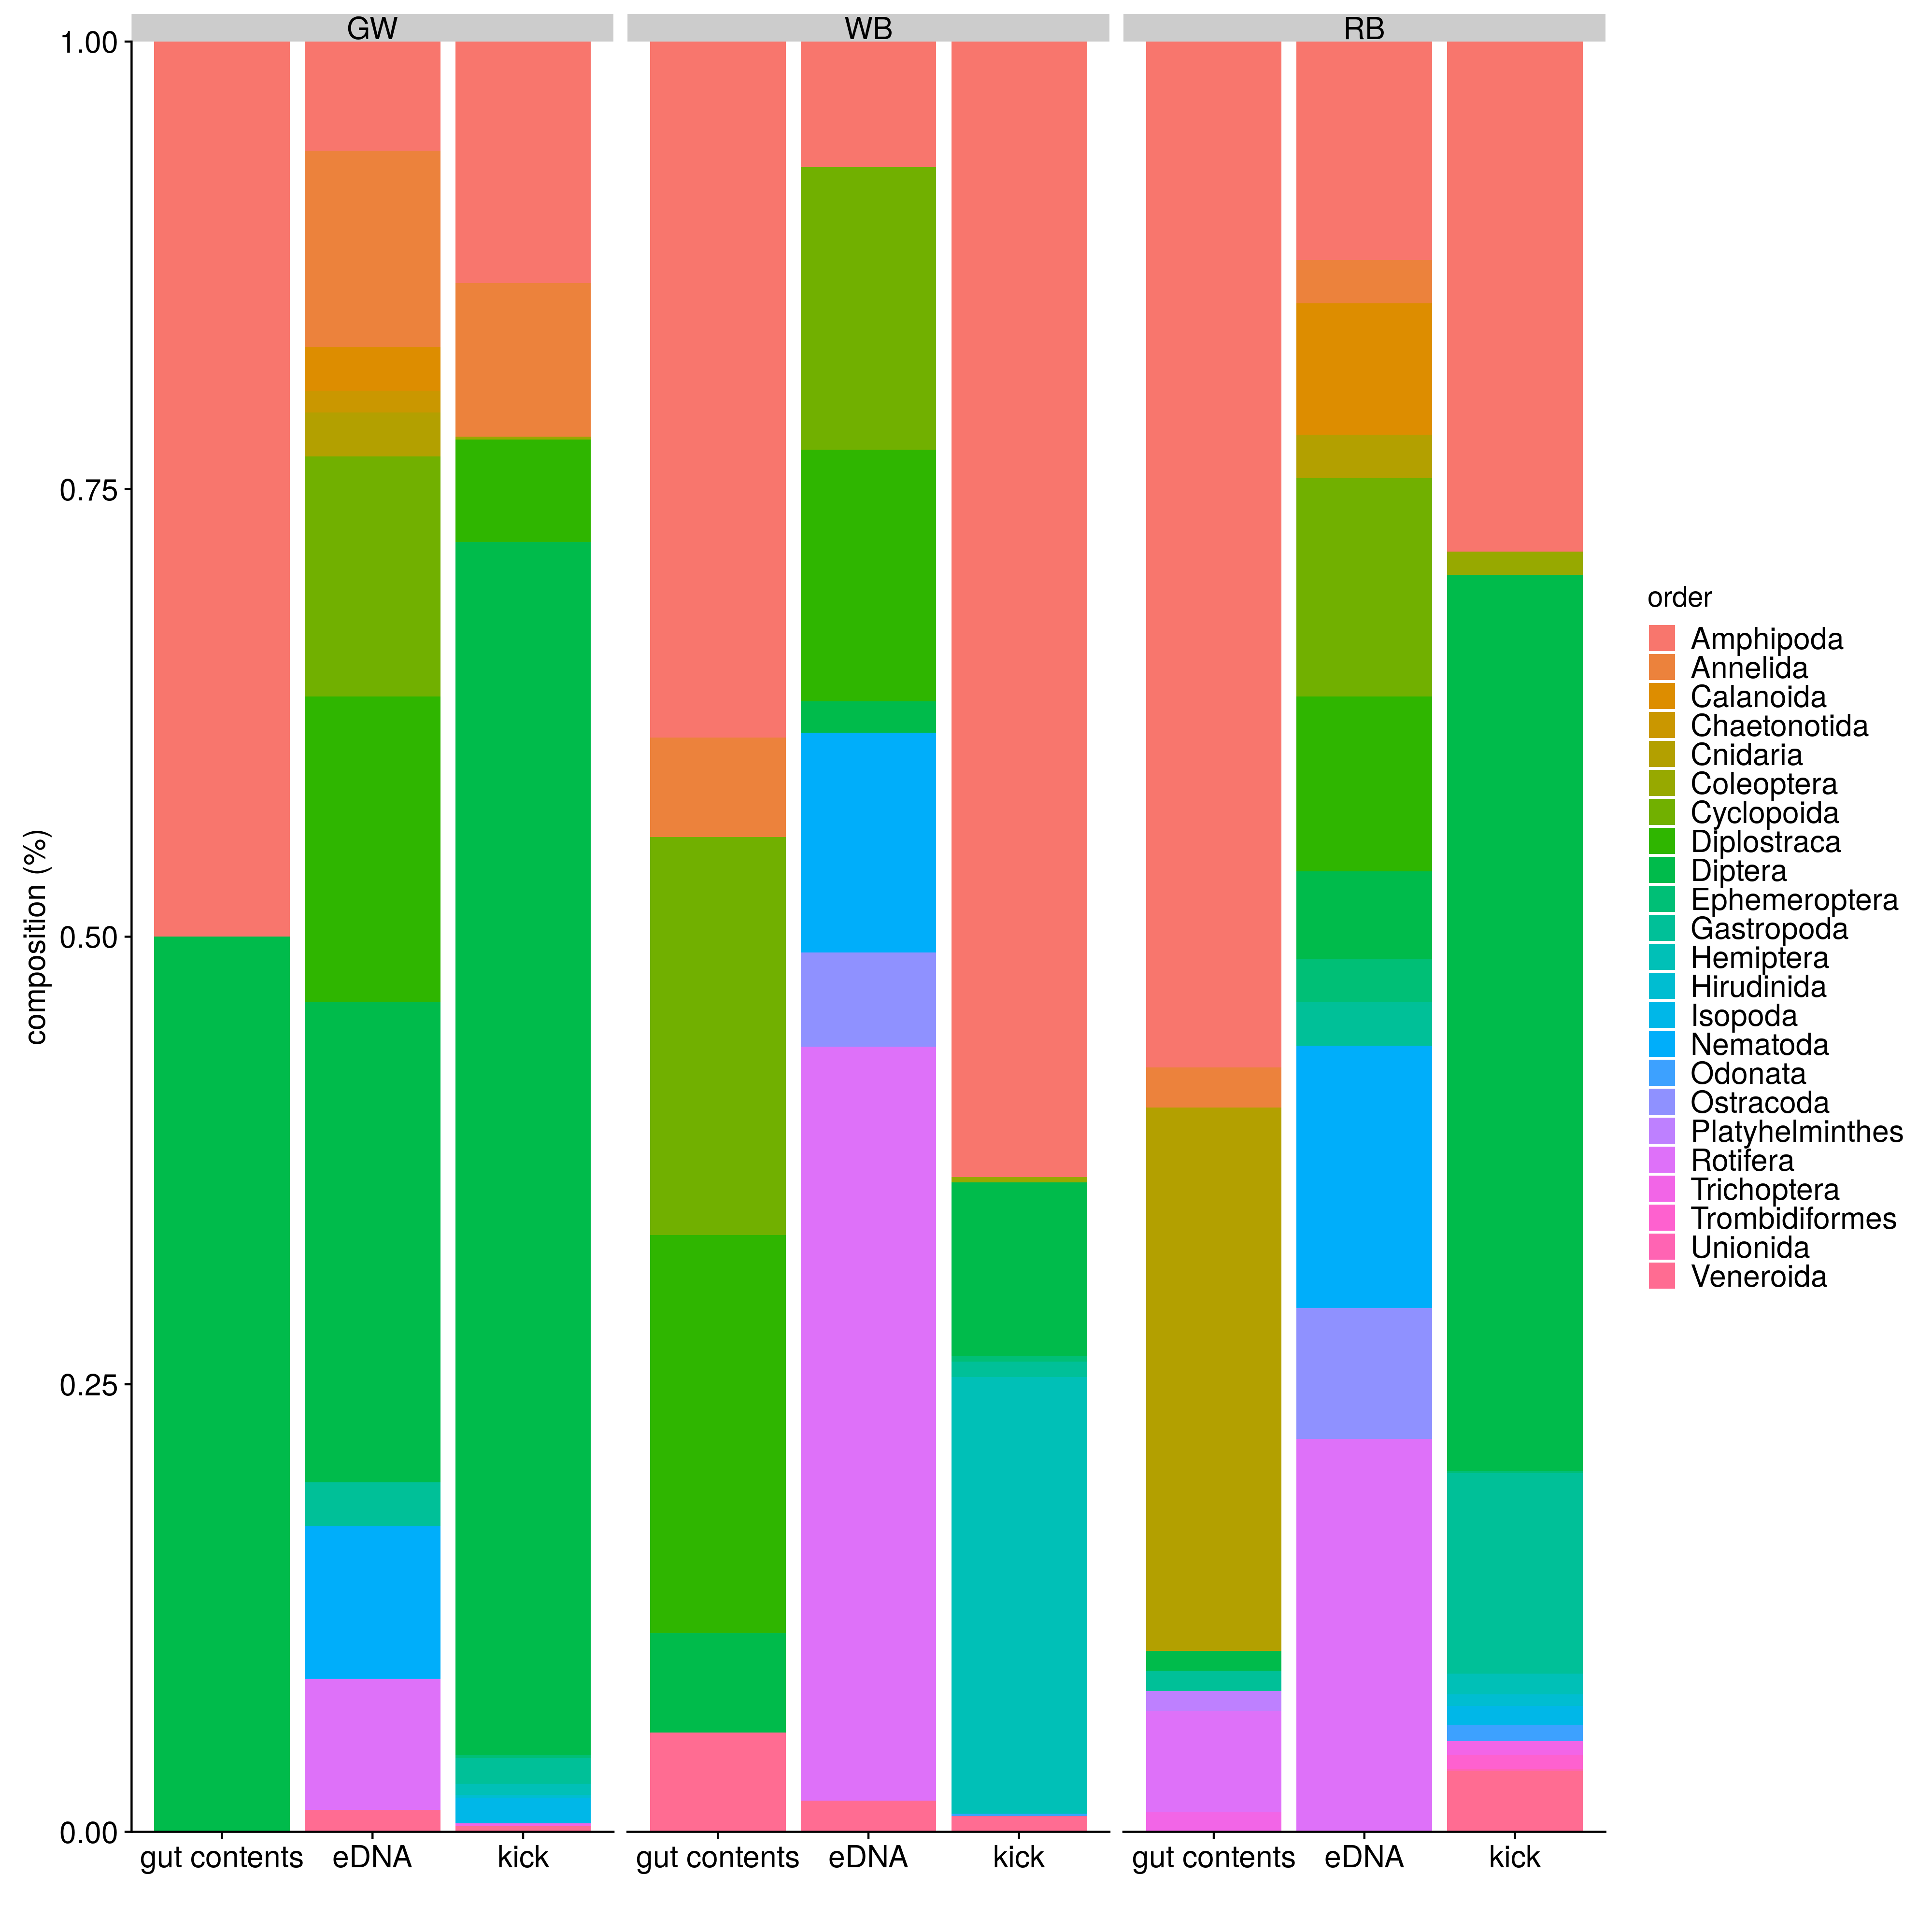 GW WB RB
1.00
0.75
0.50
0.25
0.00
composition (%)
gut contents eDNA kick gut contents eDNA kick gut contents eDNA kick
order
Amphipoda
Annelida
Calanoida
Chaetonotida
Cnidaria
Coleoptera
Cyclopoida
Diplostraca
Diptera
Ephemeroptera
Gastropoda
Hemiptera
Hirudinida
Isopoda
Nematoda
Odonata
Ostracoda
Platyhelminthes
Rotifera
Trichoptera
Trombidiformes
Unionida
Veneroida